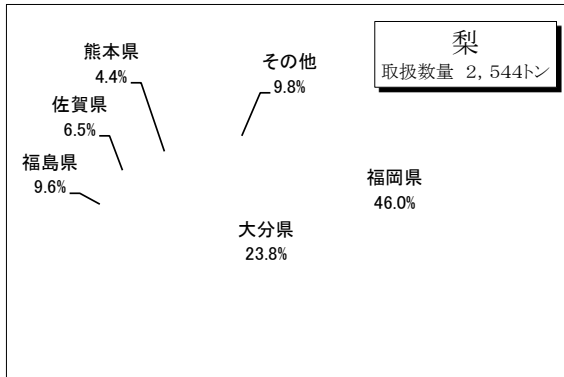 梨
取扱数量 2,544トン
熊本県
4.4%
その他
9.8%
佐賀県
6.5%
福島県
9.6%
福岡県
46.0%
大分県
23.8%